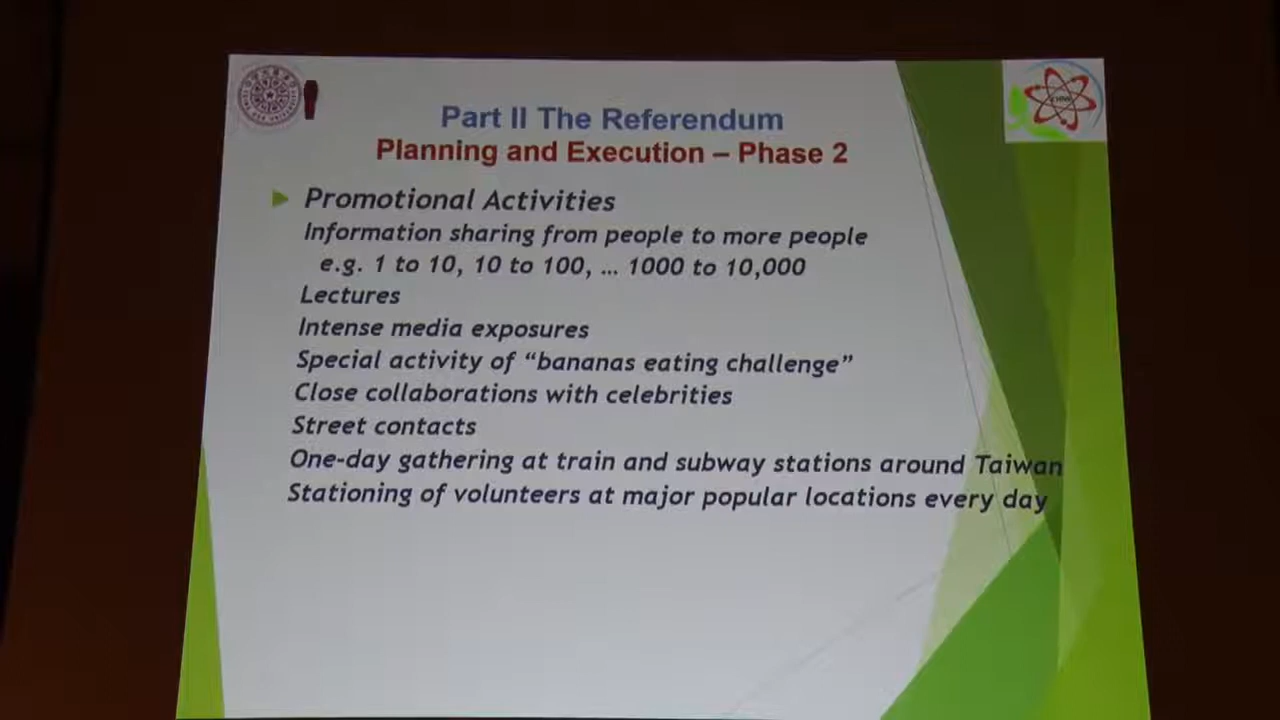 Part II The Referendum
Planning and Execution – Phase 2
Promotional Activities
Information sharing from people to more people
e.g. 1 to 10, 10 to 100, ... 1000 to 10,000
Lectures
Intense media exposures
Special activity of “bananas eating challenge”
Close collaborations with celebrities
Street contacts
One-day gathering at train and subway stations around Taiwan
Stationing of volunteers at major popular locations every day